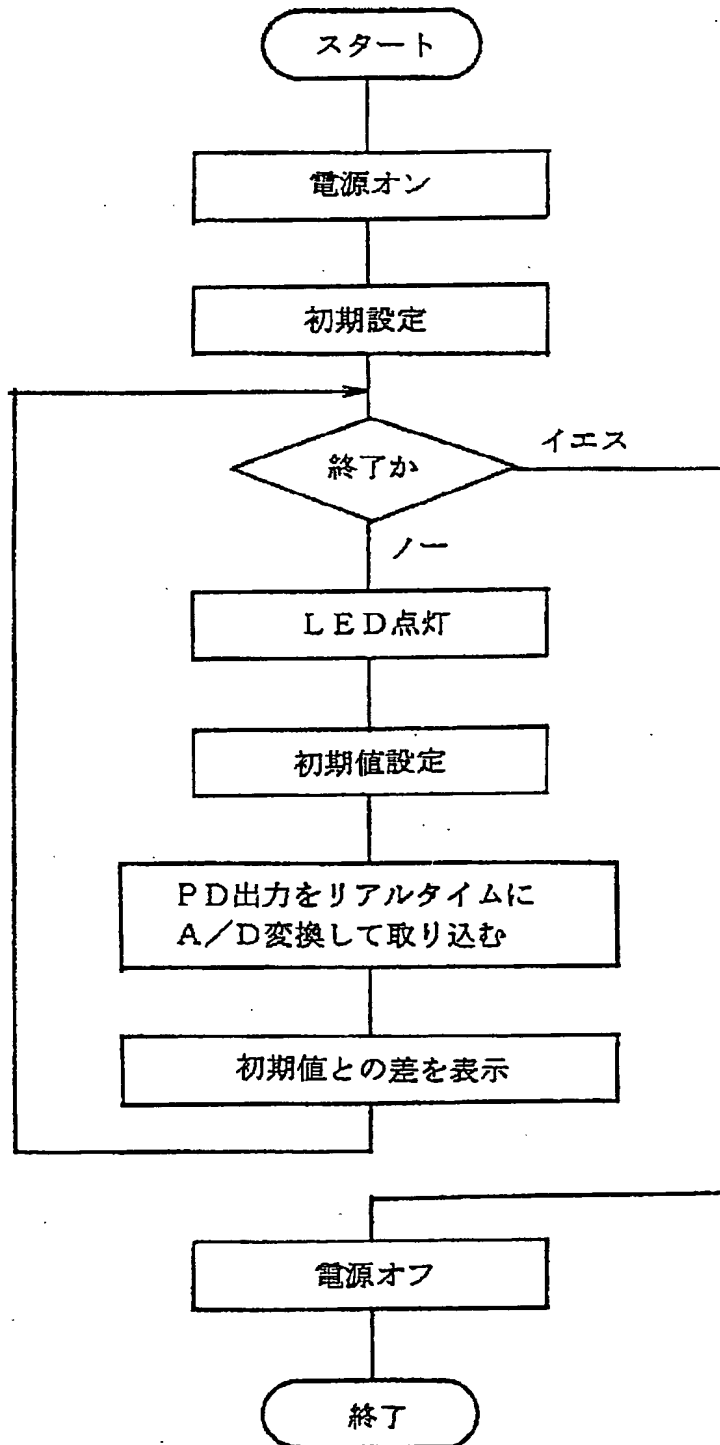 スタート
電源オン
初期設定
終了か
イエス
ノー
LED点灯
初期値設定
PD出力をリアルタイムに
A/D変換して取り込む
初期値との差を表示
電源オフ
終了